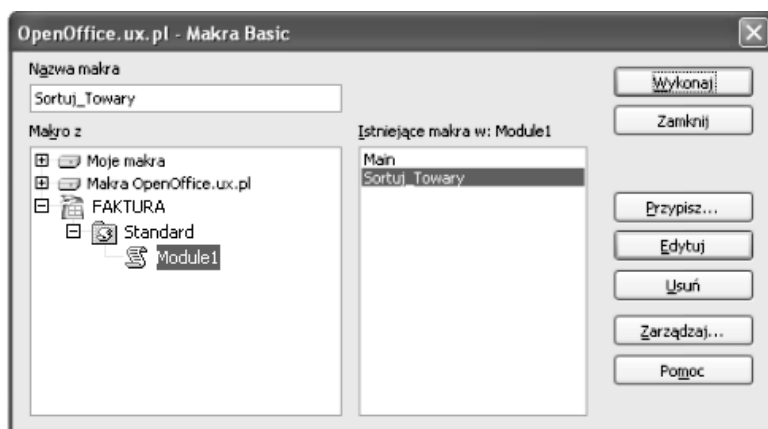 OpenOffice.ux.pl - Makra Basic
Nazwa makra
Sortuj_Towary
Makro z
Moje makra
Makra OpenOffice.ux.pl
FAKTURA
Standard
Module1
Istniejące makra w: Module1
Main
Sortuj_Towary
Wykonaj
Zamknij
Przypisz...
Edytuj
Usuń
Zarządzaj...
Pomoc